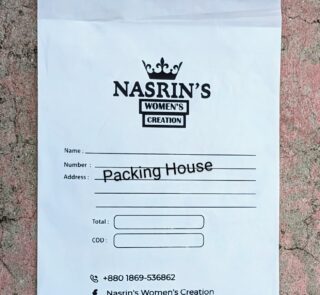 NASRIN'S
WOMEN'S
CREATION
Name :
Number :
Address :
Packing House
Total :
COD :
+880 1869-536862
Nasrin's Women's Creation